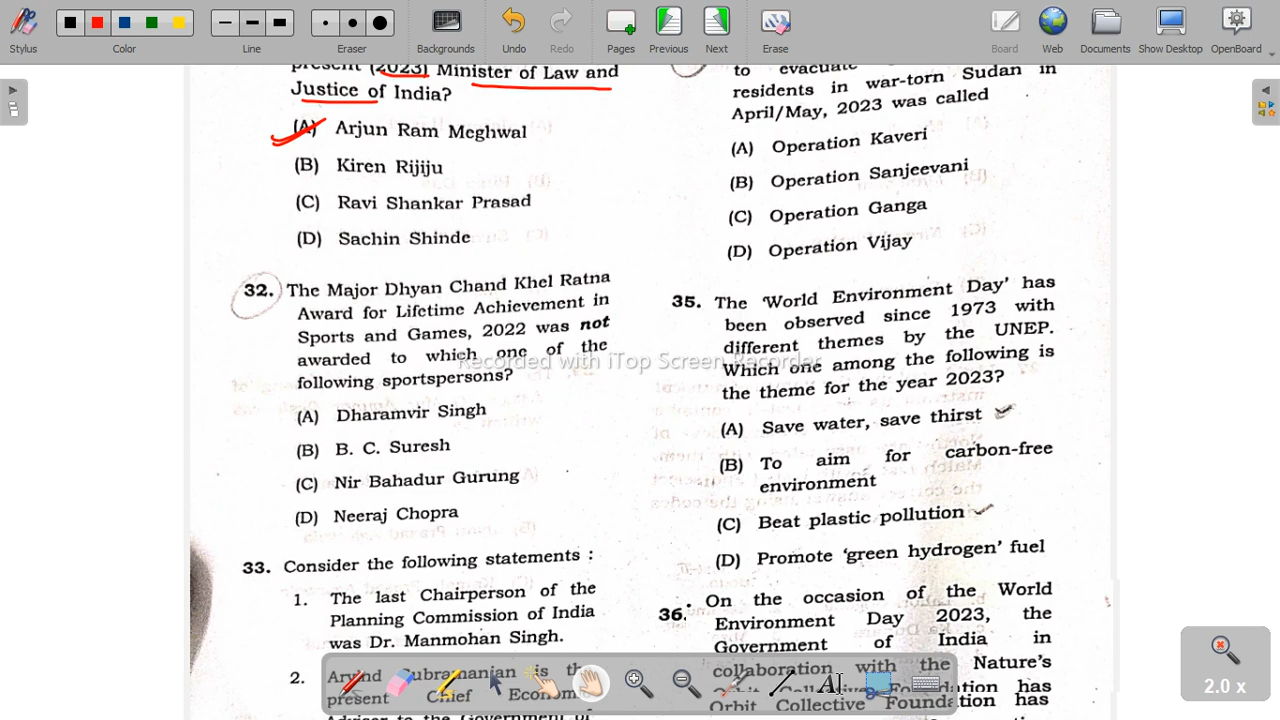 Stylus
Color
Line
Eraser
Backgrounds
Undo
Redo
Pages
Previous
Next
Erase
Board
Web
Documents
Show Desktop
OpenBoard
present (2023) Minister of Law and
Justice of India?
(A) Arjun Ram Meghwal
(B) Kiren Rijiju
(C) Ravi Shankar Prasad
(D) Sachin Shinde
32. The Major Dhyan Chand Khel Ratna
Award for Lifetime Achievement in
Sports and Games, 2022 was not
awarded to which one of the
following sportspersons?
(A) Dharamvir Singh
(B) B. C. Suresh
(C) Nir Bahadur Gurung
(D) Neeraj Chopra
33. Consider the following statements :
1. The last Chairperson of the
Planning Commission of India
was Dr. Manmohan Singh.
2. Arvind Subramanian is the
present Chief Economic
Advisor to the Government of
to evacuate
residents in war-torn Sudan in
April/May, 2023 was called
(A) Operation Kaveri
(B) Operation Sanjeevani
(C) Operation Ganga
(D) Operation Vijay
35. The 'World Environment Day' has
been observed since 1973 with
different themes by the UNEP.
Which one among the following is
the theme for the year 2023?
(A) Save water, save thirst
(B) To aim for carbon-free
environment
(C) Beat plastic pollution
(D) Promote 'green hydrogen' fuel
36. On the occasion of the World
Environment Day 2023, the
Government of India in
collaboration with the Nature's
Orbit Collective Foundation has
Recorded with iTop Screen Recorder
2.0 x